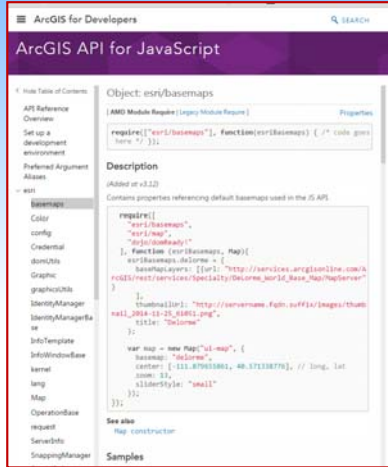 ArcGIS for Developers
SEARCH
ArcGIS API for JavaScript
Hide Table of Contents
API Reference
Overview
Set up a
development
environment
Preferred Argument
Aliases
esri
basemaps
Color
config
Credential
domUtils
Graphic
graphicsUtils
IdentityManager
IdentityManagerBa
se
InfoTemplate
InfoWindowBase
kernel
lang
Map
OperationBase
request
ServerInfo
SnappingManager
Object: esri/basemaps
[ AMD Module Require | Legacy Module Require ]
Properties
require(["esri/basemaps"], function(esriBasemaps) { /* code goes
here */ });
Description
(Added at v3.12)
Contains properties referencing default basemaps used in the JS API.
require([
"esri/basemaps",
"esri/map",
"dojo/domReady!"
], function (esriBasemaps, Map){
esriBasemaps.delorme = {
baseMapLayers: [{url: "http://services.arcgisonline.com/A
rcGIS/rest/services/Specialty/DeLorme_World_Base_Map/MapServer"
}
],
thumbnailUrl: "http://servername.fqdn.suffix/images/thumb
nail_2014-11-25_61051.png",
title: "Delorme"
};
var map = new Map("ui-map", {
basemap: "delorme",
center: [-111.879655861, 40.571338776], // long, lat
zoom: 13,
sliderStyle: "small"
});
});
See also
Map constructor
Samples